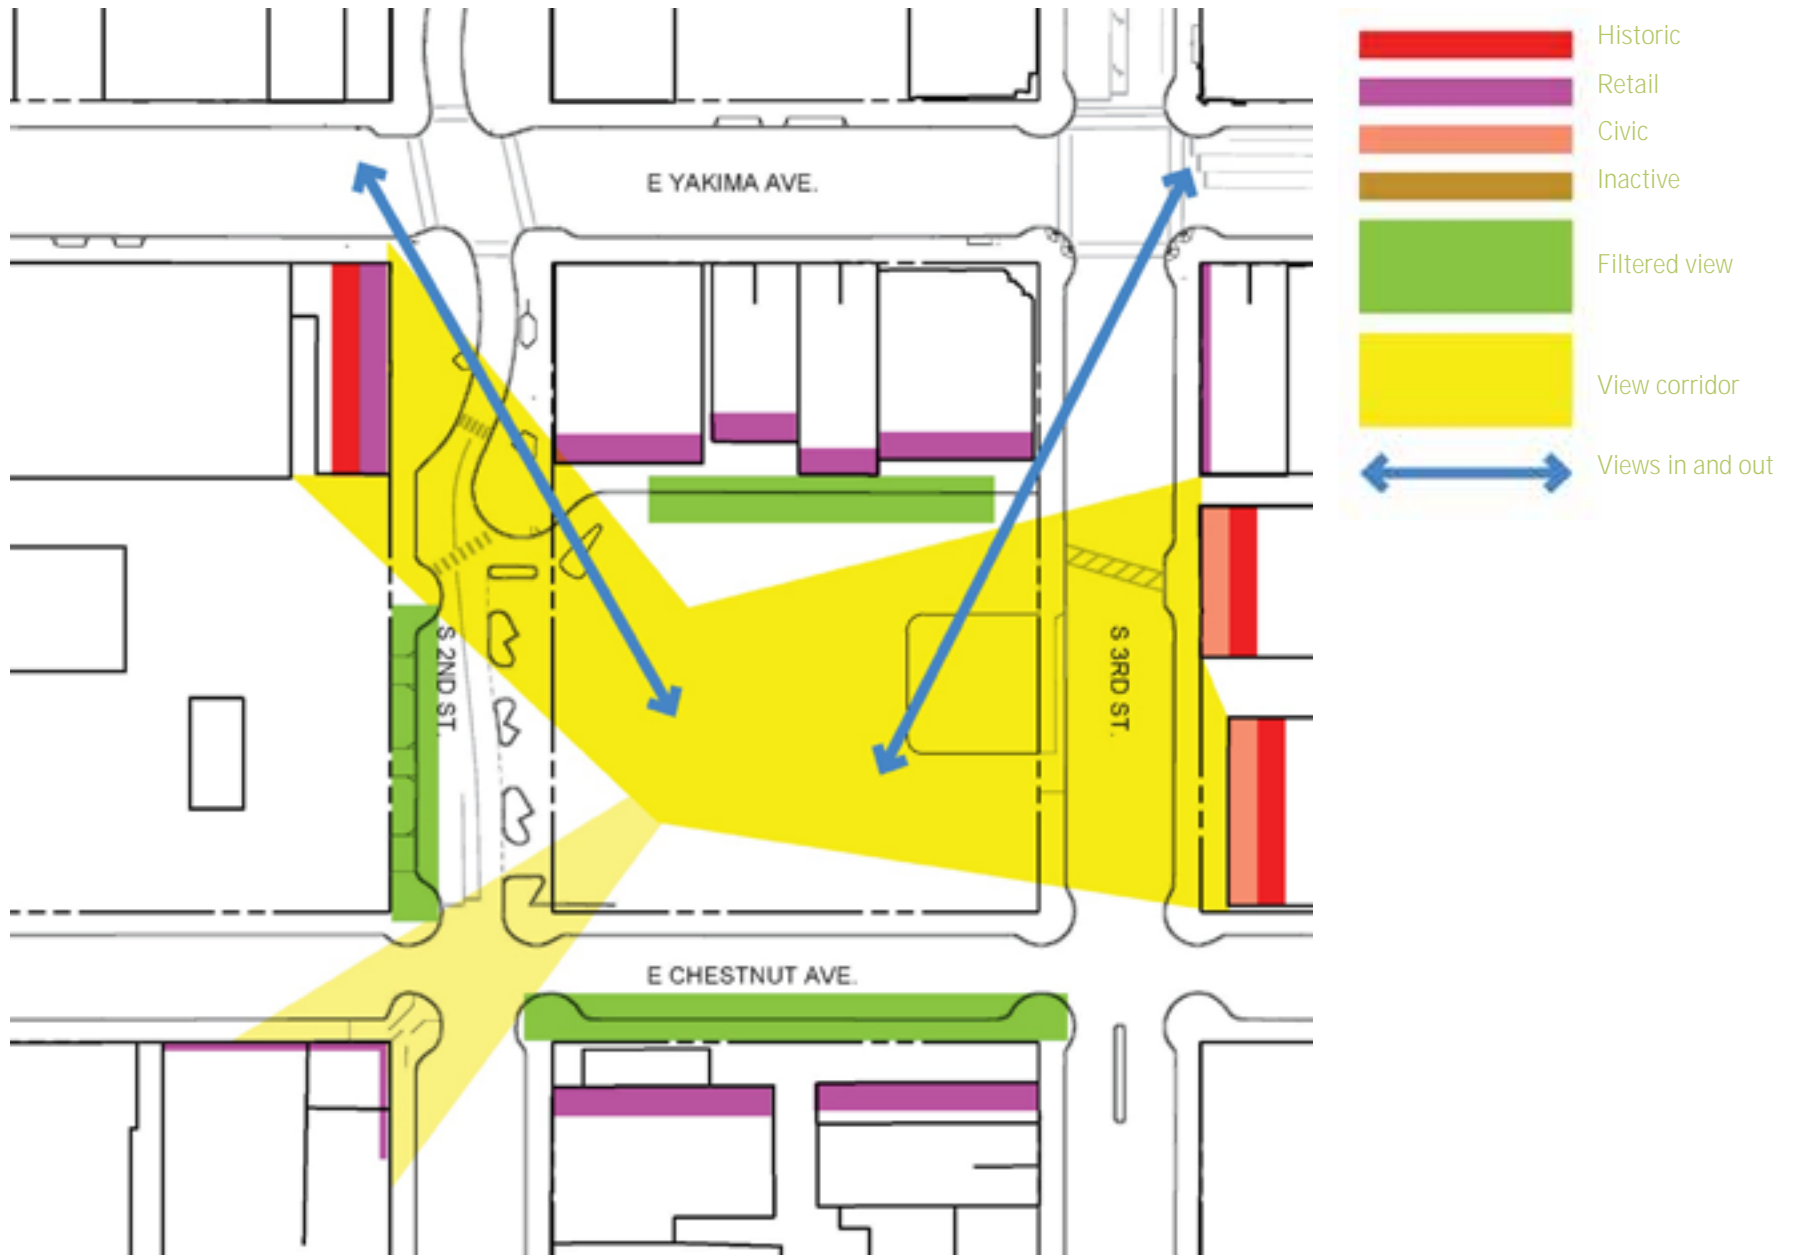 Historic
Retail
Civic
Inactive
Filtered view
View corridor
Views in and out
E YAKIMA AVE.
S 2ND ST.
S 3RD ST.
E CHESTNUT AVE.